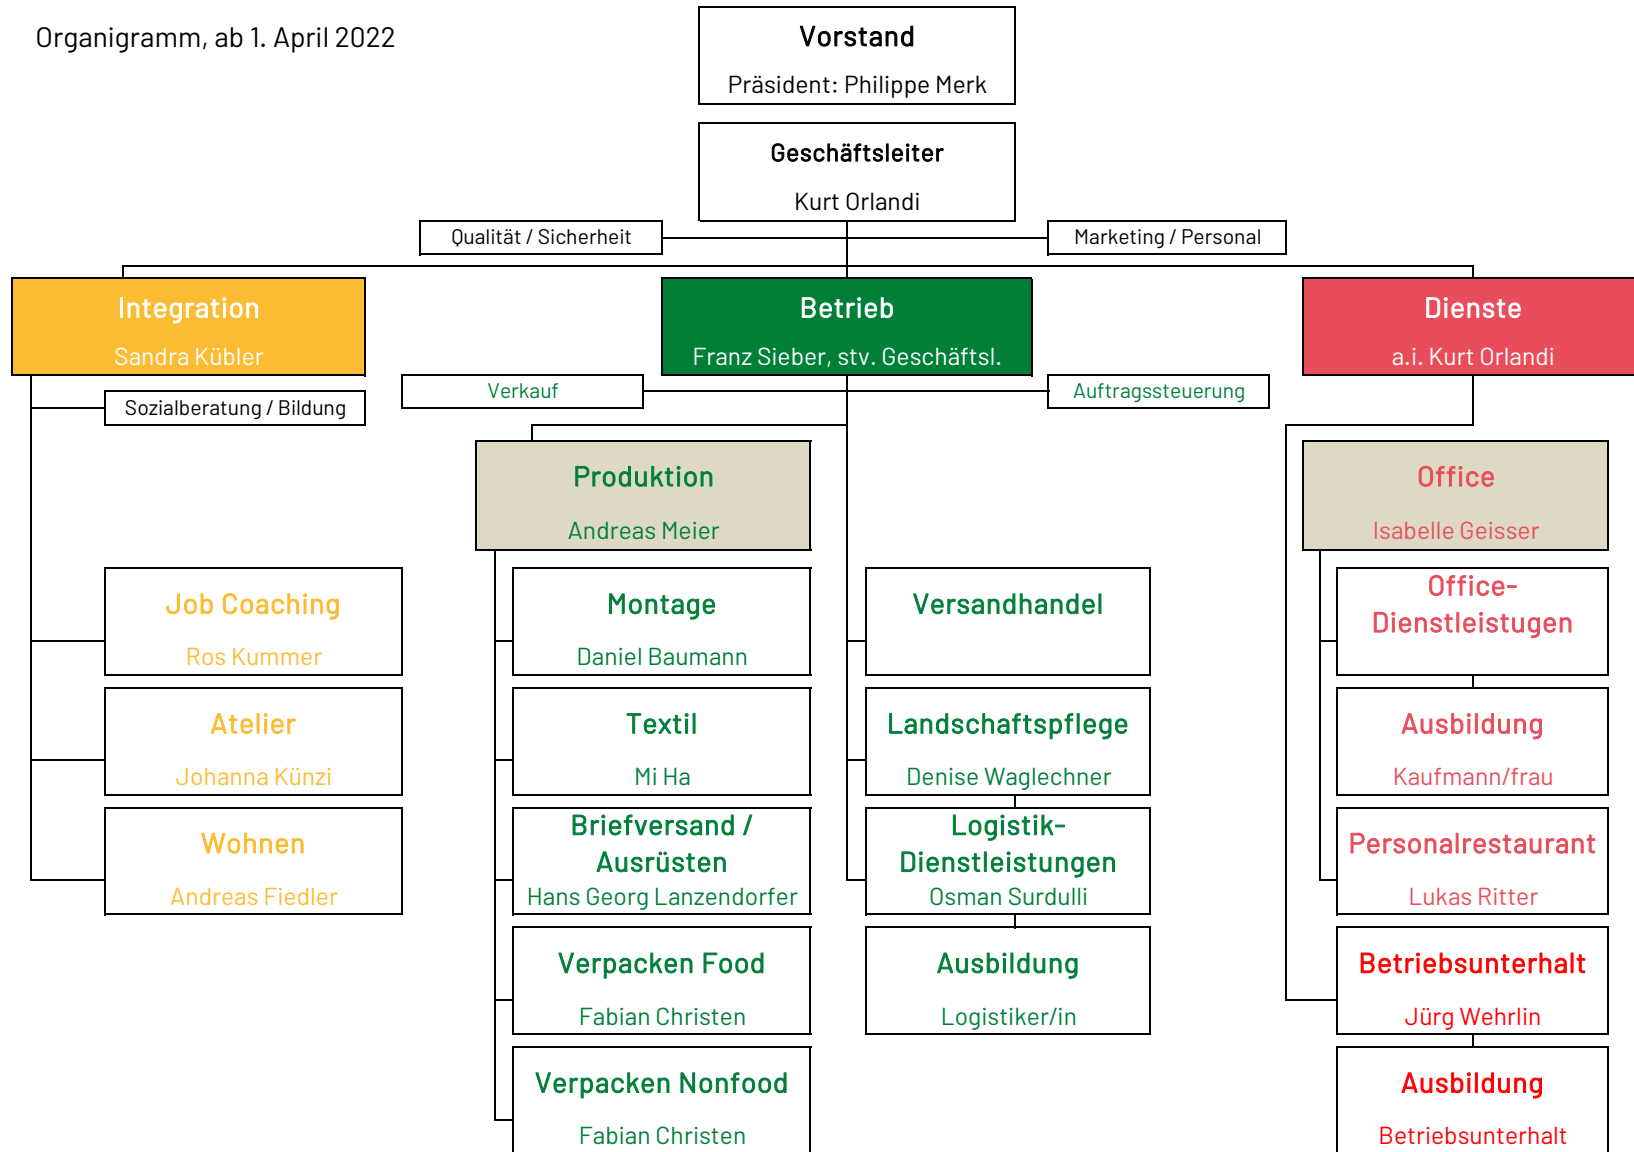 Organigramm, ab 1. April 2022
Vorstand
Präsident: Philippe Merk
Geschäftsleiter
Kurt Orlandi
Qualität / Sicherheit
Marketing / Personal
Integration
Sandra Kübler
Betrieb
Franz Sieber, stv. Geschäftsl.
Dienste
a.i. Kurt Orlandi
Sozialberatung / Bildung
Verkauf
Auftragssteuerung
Produktion
Andreas Meier
Office
Isabelle Geisser
Job Coaching
Ros Kummer
Montage
Daniel Baumann
Versandhandel
Office-
Dienstleistugen
Atelier
Johanna Künzi
Textil
Mi Ha
Landschaftspflege
Denise Waglechner
Ausbildung
Kaufmann/frau
Wohnen
Andreas Fiedler
Briefversand /
Ausrüsten
Hans Georg Lanzendorfer
Logistik-
Dienstleistungen
Osman Surdulli
Personalrestaurant
Lukas Ritter
Verpacken Food
Fabian Christen
Ausbildung
Logistiker/in
Betriebsunterhalt
Jürg Wehrlin
Verpacken Nonfood
Fabian Christen
Ausbildung
Betriebsunterhalt